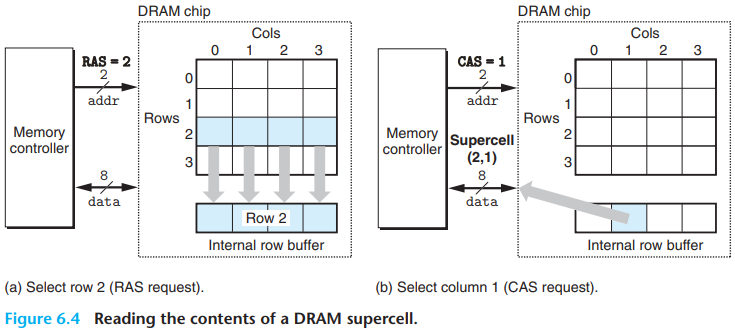 DRAM chip
Cols
0 1 2 3
RAS = 2
2
addr
Rows
0
1
2
3
Memory
controller
8
data
Row 2
Internal row buffer
(a) Select row 2 (RAS request).
DRAM chip
Cols
0 1 2 3
CAS = 1
2
addr
Rows
0
1
2
3
Memory
controller
Supercell
(2,1)
8
data
Internal row buffer
(b) Select column 1 (CAS request).
Figure 6.4 Reading the contents of a DRAM supercell.